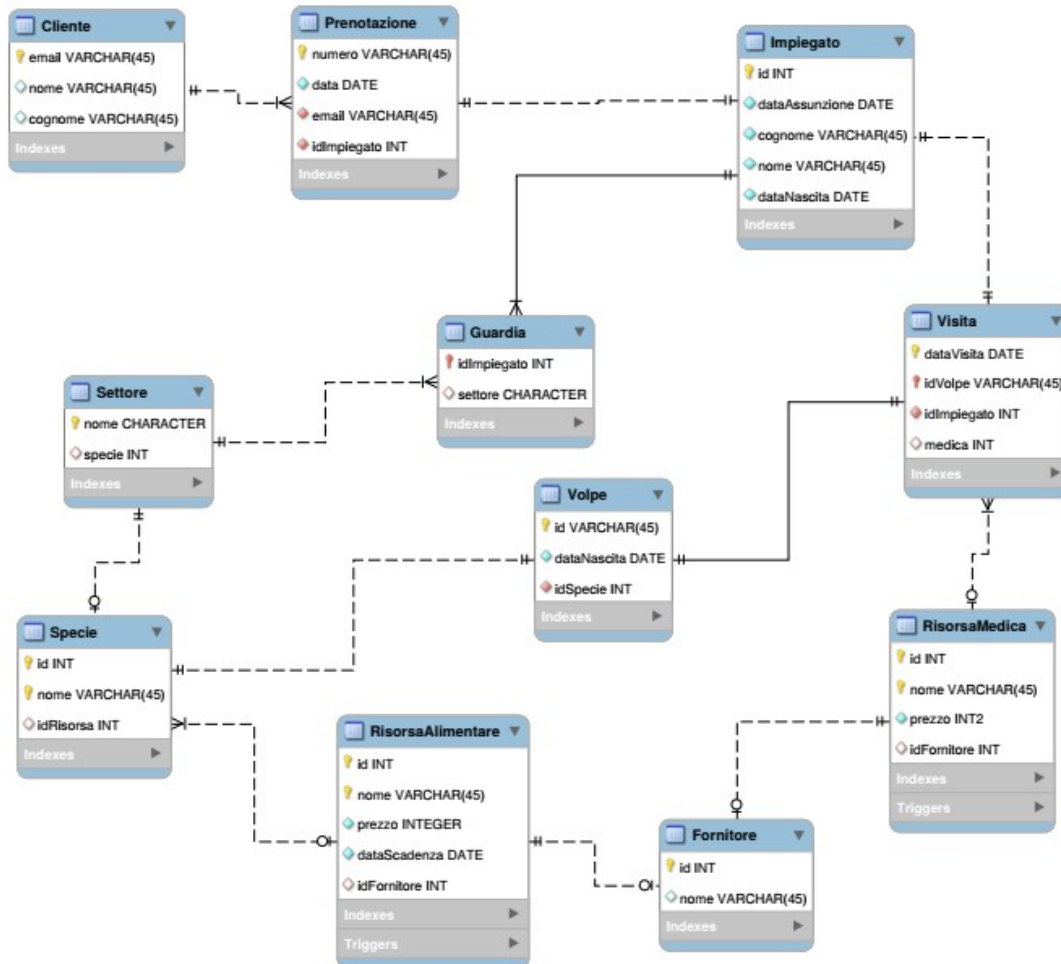 Cliente
email VARCHAR(45)
nome VARCHAR(45)
cognome VARCHAR(45)
Indexes
Prenotazione
numero VARCHAR(45)
data DATE
email VARCHAR(45)
idImpiegato INT
Indexes
Impiegato
id INT
dataAssunzione DATE
cognome VARCHAR(45)
nome VARCHAR(45)
dataNascita DATE
Indexes
Guardia
idImpiegato INT
settore CHARACTER
Indexes
Visita
dataVisita DATE
idVolpe VARCHAR(45)
idImpiegato INT
medica INT
Indexes
Settore
nome CHARACTER
specie INT
Indexes
Volpe
id VARCHAR(45)
dataNascita DATE
idSpecie INT
Indexes
Specie
id INT
nome VARCHAR(45)
idRisorsa INT
Indexes
RisorsaMedica
id INT
nome VARCHAR(45)
prezzo INT2
idFornitore INT
Indexes
Triggers
RisorsaAlimentare
id INT
nome VARCHAR(45)
prezzo INTEGER
dataScadenza DATE
idFornitore INT
Indexes
Triggers
Fornitore
id INT
nome VARCHAR(45)
Indexes